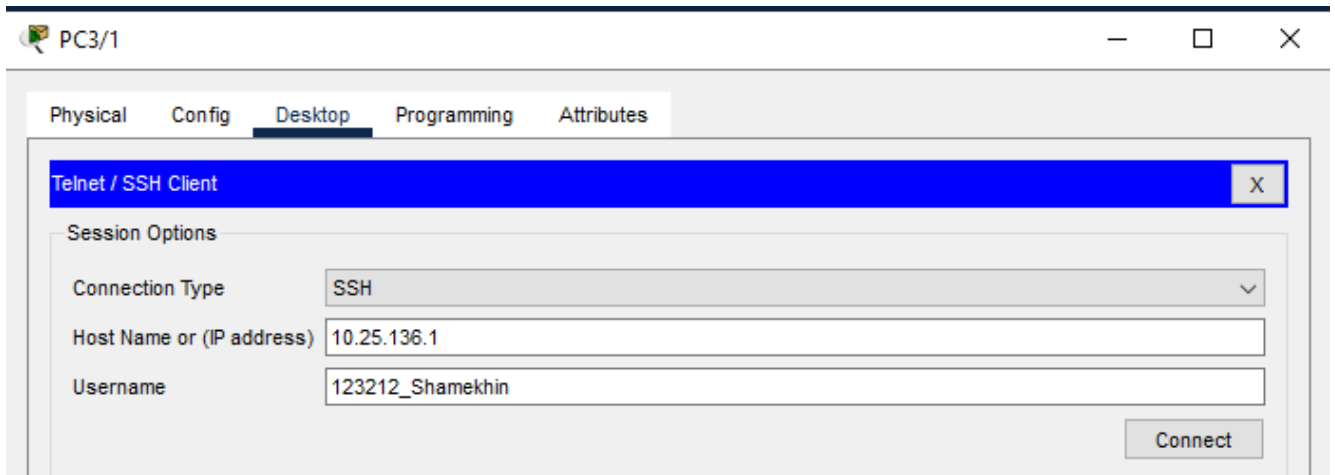 PC3/1
Physical Config Desktop Programming Attributes
Telnet / SSH Client X
Session Options
Connection Type SSH
Host Name or (IP address) 10.25.136.1
Username 123212_Shamekhin
Connect